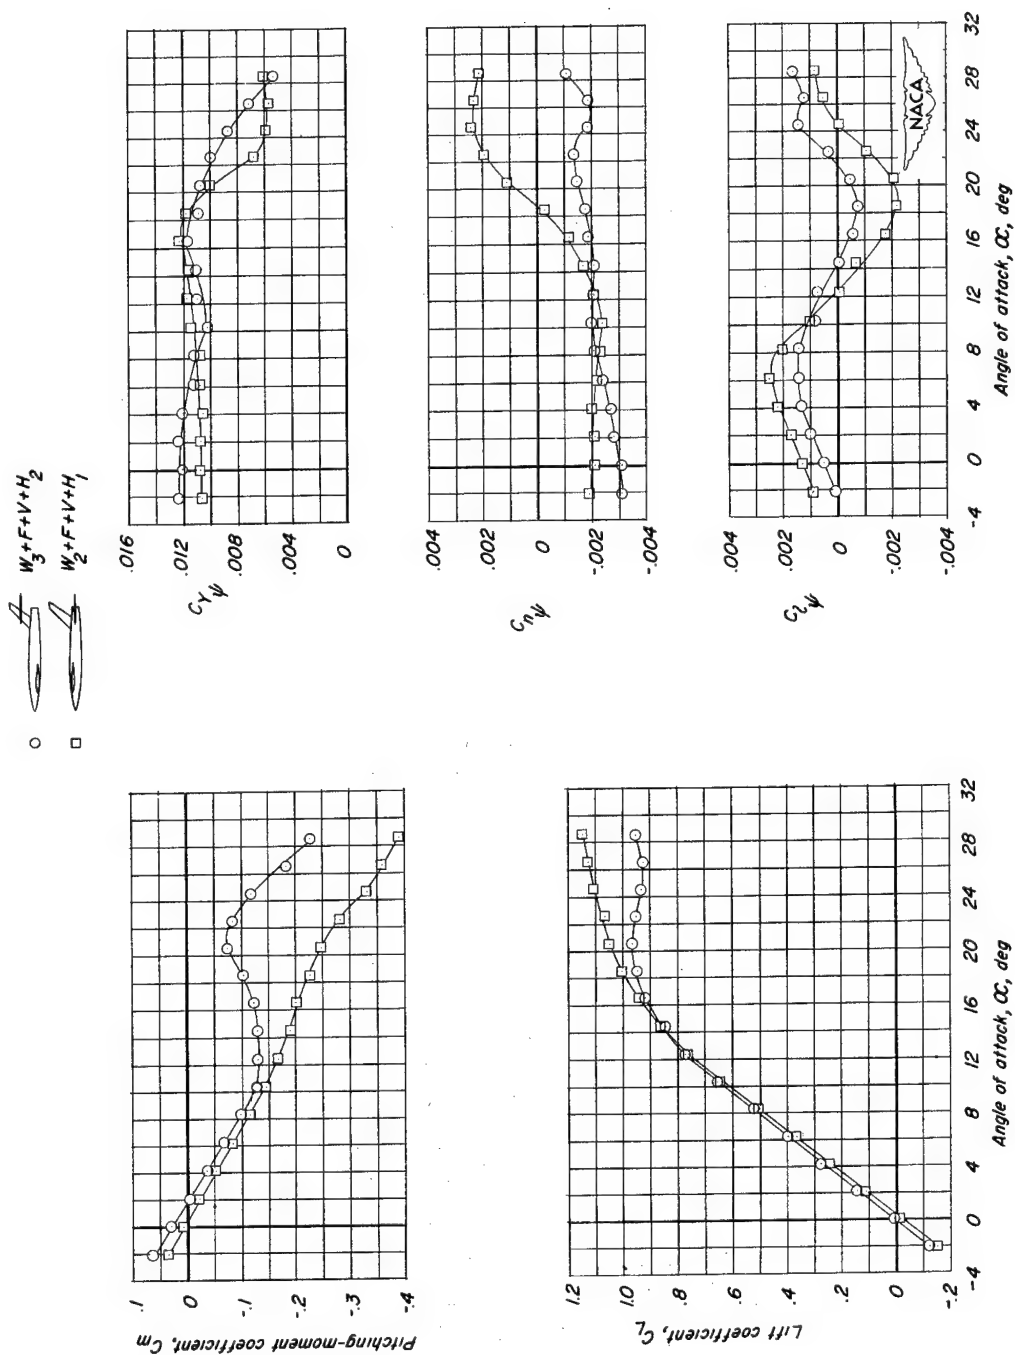 W3+F+V+H2
W2+F+V+H1
.1
0
-.1
-.2
-.3
-.4
Pitching-moment coefficient, Cm
1.2
1.0
.8
.6
.4
.2
0
-.2
Lift coefficient, CL
-4 0 4 8 12 16 20 24 28 32
Angle of attack, α, deg
.016
.012
.008
.004
0
CYψ
.004
.002
0
-.002
-.004
Cnψ
.004
.002
0
-.002
-.004
Clψ
NACA
-4 0 4 8 12 16 20 24 28 32
Angle of attack, α, deg